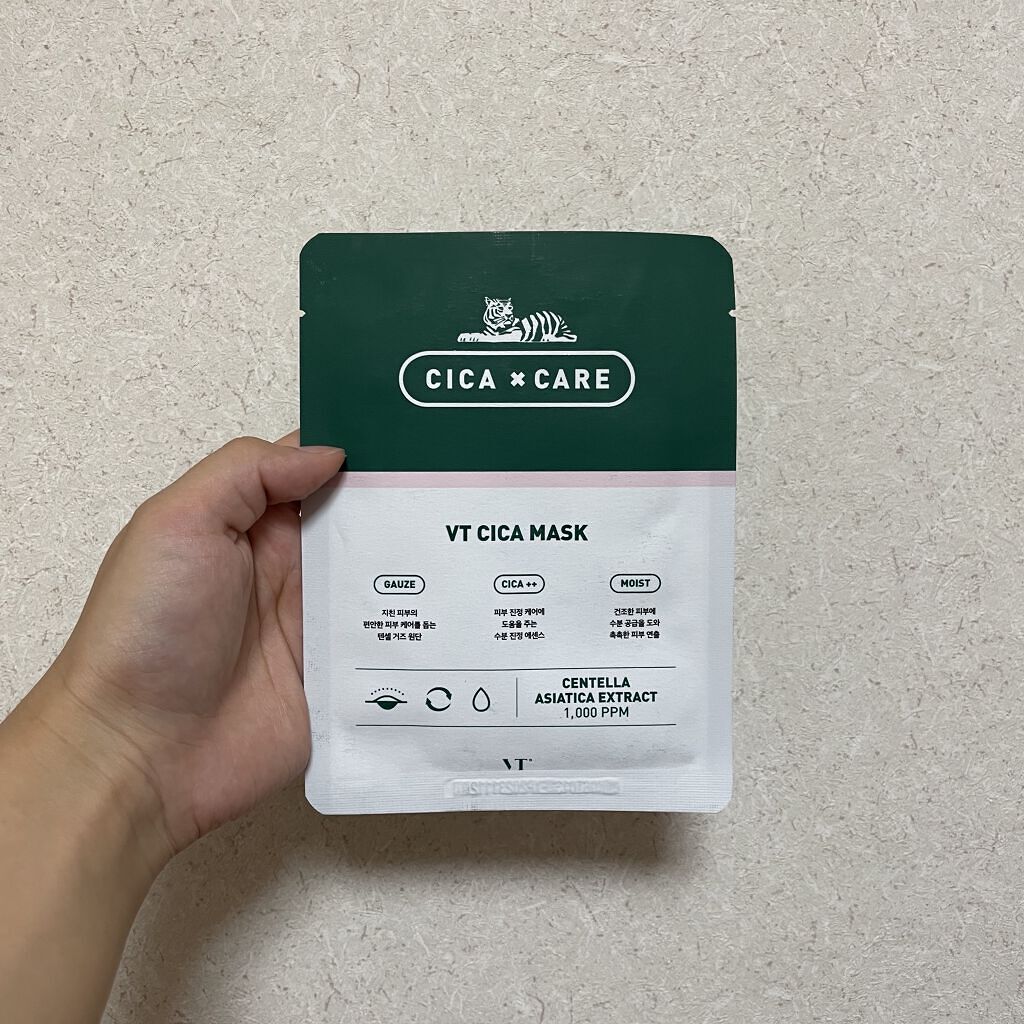 CICA × CARE
VT CICA MASK
GAUZE
지친 피부의
편안한 피부 케어를 돕는
텐셀 거즈 원단
CICA ++
피부 진정 케어에
도움을 주는
수분 진정 에센스
MOIST
건조한 피부에
수분 공급을 도와
촉촉한 피부 연출
CENTELLA
ASIATICA EXTRACT
1,000 PPM
VT